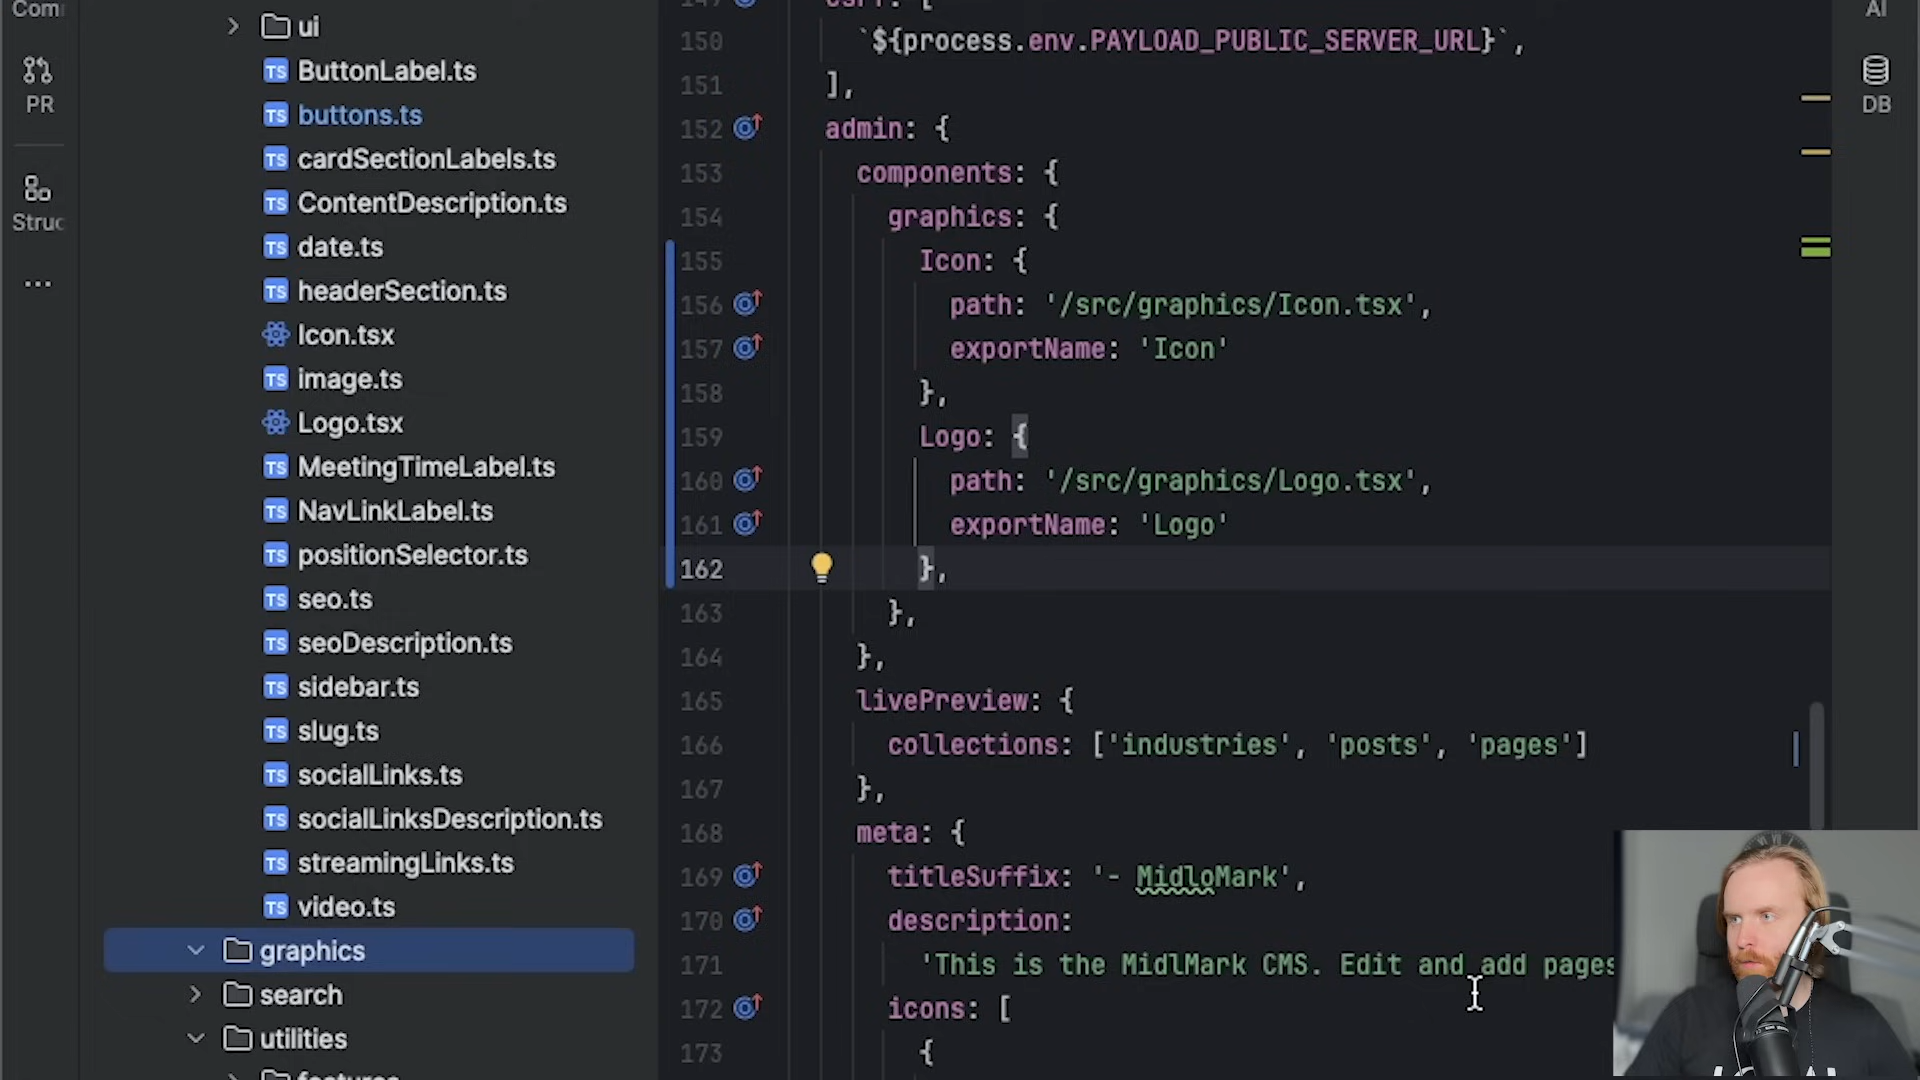 Com
PR
Struc
ui
ButtonLabel.ts
buttons.ts
cardSectionLabels.ts
ContentDescription.ts
date.ts
headerSection.ts
Icon.tsx
image.ts
Logo.tsx
MeetingTimeLabel.ts
NavLinkLabel.ts
positionSelector.ts
seo.ts
seoDescription.ts
sidebar.ts
slug.ts
socialLinks.ts
socialLinksDescription.ts
streamingLinks.ts
video.ts
graphics
search
utilities
features
149 csrf: [
150 `${process.env.PAYLOAD_PUBLIC_SERVER_URL}`,
151 ],
152 admin: {
153 components: {
154 graphics: {
155 Icon: {
156 path: '/src/graphics/Icon.tsx',
157 exportName: 'Icon'
158 },
159 Logo: {
160 path: '/src/graphics/Logo.tsx',
161 exportName: 'Logo'
162 },
163 },
164 },
165 livePreview: {
166 collections: ['industries', 'posts', 'pages']
167 },
168 meta: {
169 titleSuffix: '- MidloMark',
170 description:
171 'This is the MidlMark CMS. Edit and add pages
172 icons: [
173 {
AI
DB